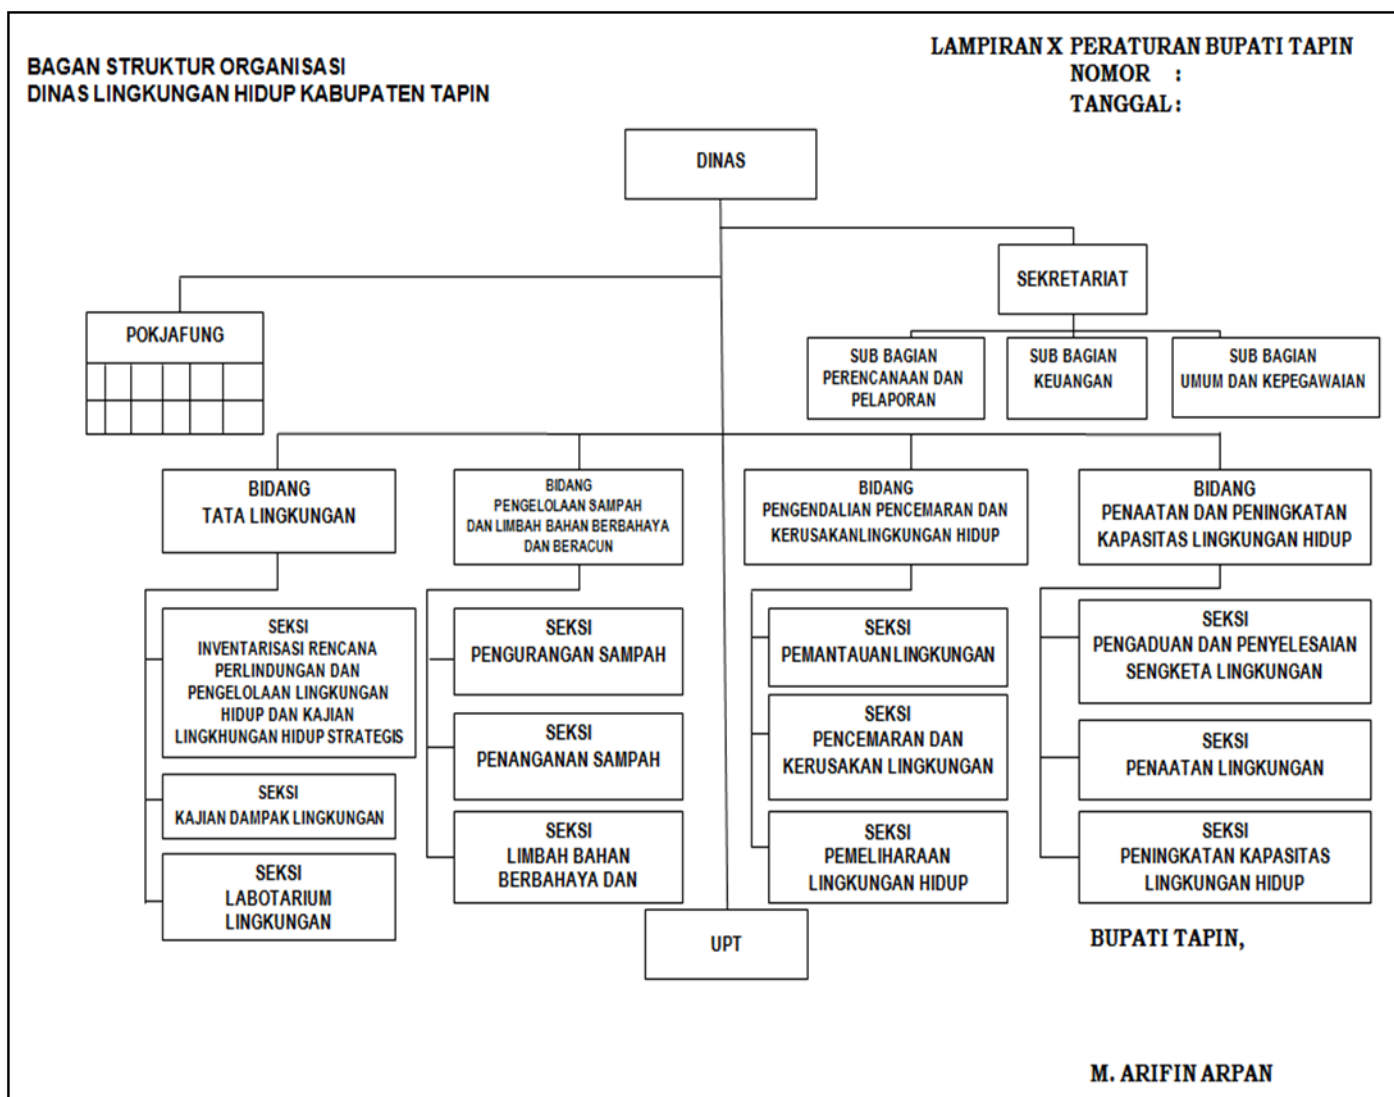 BAGAN STRUKTUR ORGANISASI
DINAS LINGKUNGAN HIDUP KABUPATEN TAPIN
LAMPIRAN X PERATURAN BUPATI TAPIN
NOMOR :
TANGGAL :
DINAS
SEKRETARIAT
POKJAFUNG
SUB BAGIAN
PERENCANAAN DAN
PELAPORAN
SUB BAGIAN
KEUANGAN
SUB BAGIAN
UMUM DAN KEPEGAWAIAN
BIDANG
TATA LINGKUNGAN
BIDANG
PENGELOLAAN SAMPAH
DAN LIMBAH BAHAN BERBAHAYA
DAN BERACUN
BIDANG
PENGENDALIAN PENCEMARAN DAN
KERUSAKANLINGKUNGAN HIDUP
BIDANG
PENAATAN DAN PENINGKATAN
KAPASITAS LINGKUNGAN HIDUP
SEKSI
INVENTARISASI RENCANA
PERLINDUNGAN DAN
PENGELOLAAN LINGKUNGAN
HIDUP DAN KAJIAN
LINGKHUNGAN HIDUP STRATEGIS
SEKSI
KAJIAN DAMPAK LINGKUNGAN
SEKSI
LABOTARIUM
LINGKUNGAN
SEKSI
PENGURANGAN SAMPAH
SEKSI
PENANGANAN SAMPAH
SEKSI
LIMBAH BAHAN
BERBAHAYA DAN
SEKSI
PEMANTAUAN LINGKUNGAN
SEKSI
PENCEMARAN DAN
KERUSAKAN LINGKUNGAN
SEKSI
PEMELIHARAAN
LINGKUNGAN HIDUP
SEKSI
PENGADUAN DAN PENYELESAIAN
SENGKETA LINGKUNGAN
SEKSI
PENAATAN LINGKUNGAN
SEKSI
PENINGKATAN KAPASITAS
LINGKUNGAN HIDUP
UPT
BUPATI TAPIN,
M. ARIFIN ARPAN